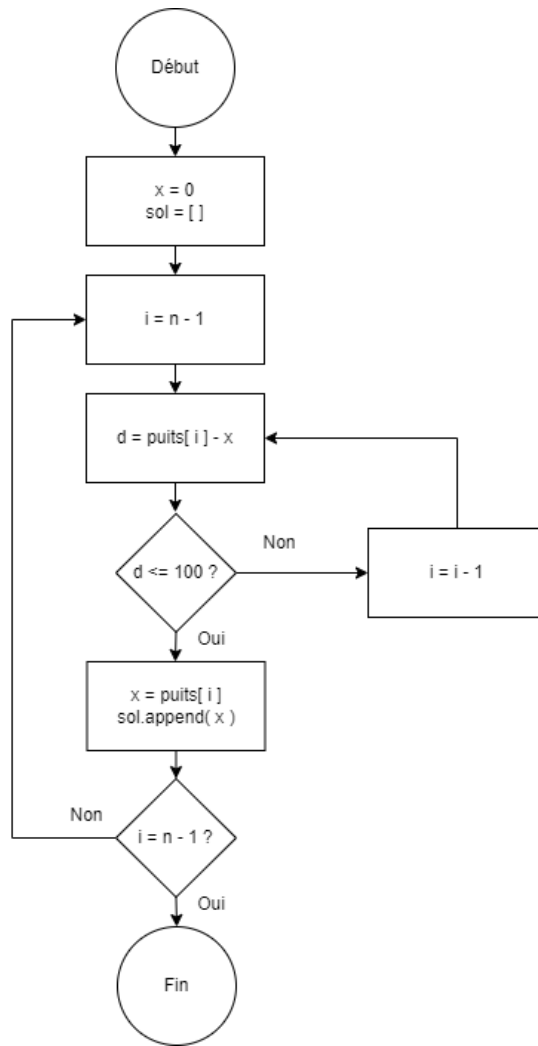 Début
x = 0
sol = [ ]
i = n - 1
d = puits[ i ] - x
d <= 100 ?
Non
i = i - 1
Oui
x = puits[ i ]
sol.append( x )
Non
i = n - 1 ?
Oui
Fin